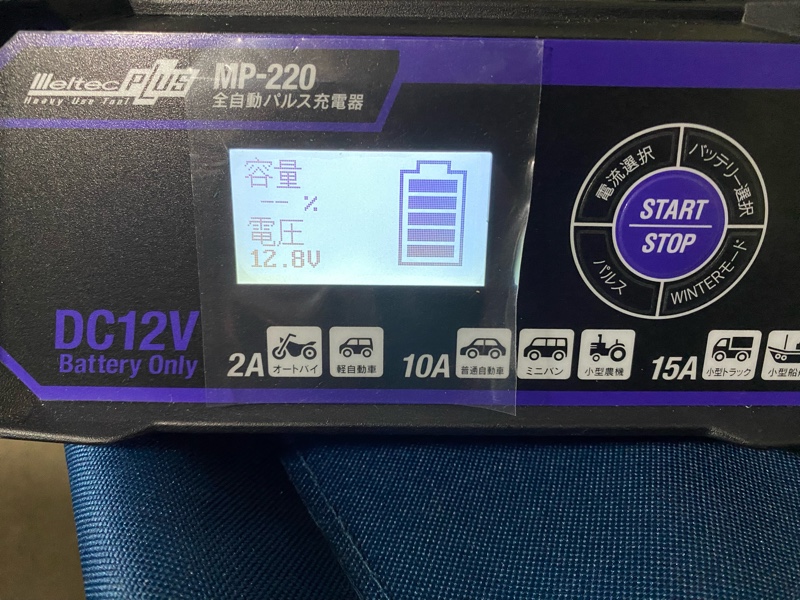 Meltec PLUS
Heavy Use Tool
MP-220
全自動パルス充電器
容量
-- %
電圧
12.8V
電流選択
バッテリー選択
START
STOP
パルス
WINTERモード
DC12V
Battery Only
2A
オートバイ
軽自動車
10A
普通自動車
ミニバン
小型農機
15A
小型トラック
小型船